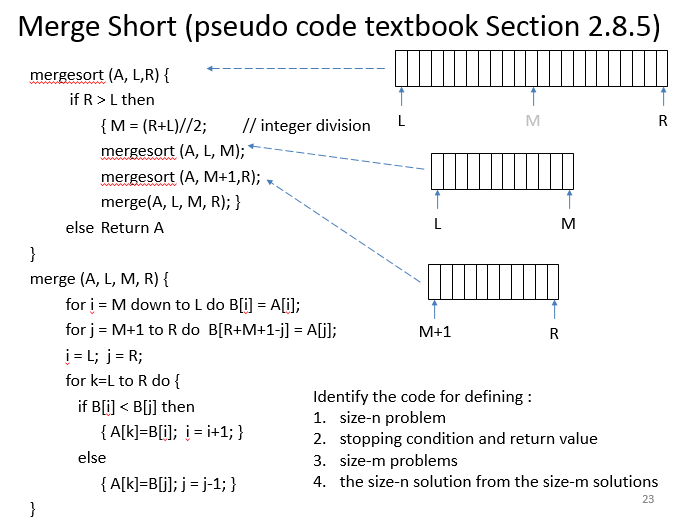 Merge Short (pseudo code textbook Section 2.8.5)
mergesort (A, L,R) {
if R > L then
{ M = (R+L)//2; // integer division
mergesort (A, L, M);
mergesort (A, M+1,R);
merge(A, L, M, R); }
else Return A
}
merge (A, L, M, R) {
for i = M down to L do B[i] = A[i];
for j = M+1 to R do B[R+M+1-j] = A[j];
i = L; j = R;
for k=L to R do {
if B[i] < B[j] then
{ A[k]=B[i]; i = i+1; }
else
{ A[k]=B[j]; j = j-1; }
}
L M R
L M
M+1 R
Identify the code for defining :
1. size-n problem
2. stopping condition and return value
3. size-m problems
4. the size-n solution from the size-m solutions
23